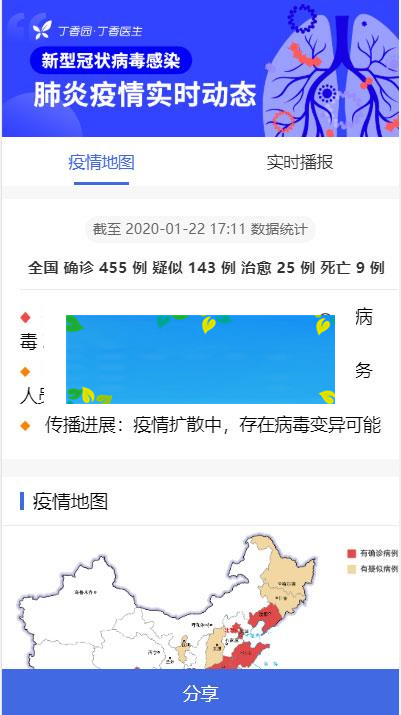 丁香园·丁香医生
新型冠状病毒感染
肺炎疫情实时动态
疫情地图
实时播报
截至 2020-01-22 17:11 数据统计
全国 确诊 455 例 疑似 143 例 治愈 25 例 死亡 9 例
病
毒
务
人
传播进展：疫情扩散中，存在病毒变异可能
疫情地图
有确诊病例
有疑似病例
分享